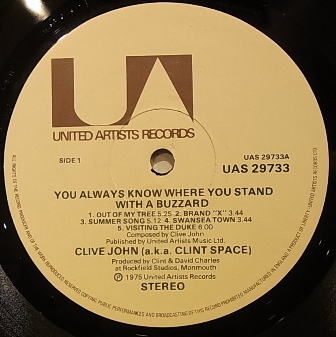 UA
UNITED ARTISTS RECORDS
SIDE 1
UAS 29733A
UAS 29733
YOU ALWAYS KNOW WHERE YOU STAND
WITH A BUZZARD
1. OUT OF MY TREE 5.25 2. BRAND "X" 3.44
3. SUMMER SONG 5.12 4. SWANSEA TOWN
5. VISITING THE DUKE 6.00
Composed by Clive John
Published by United Artists Music Ltd.
CLIVE JOHN (a.k.a. CLINT SPACE)
Produced by Clint & David Charles
at Rockfield Studios, Monmouth
℗ 1975 United Artists Records
STEREO